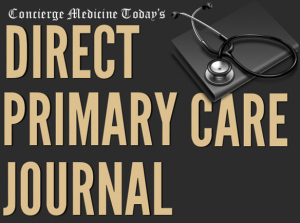 Concierge Medicine Today's
DIRECT
PRIMARY CARE
JOURNAL